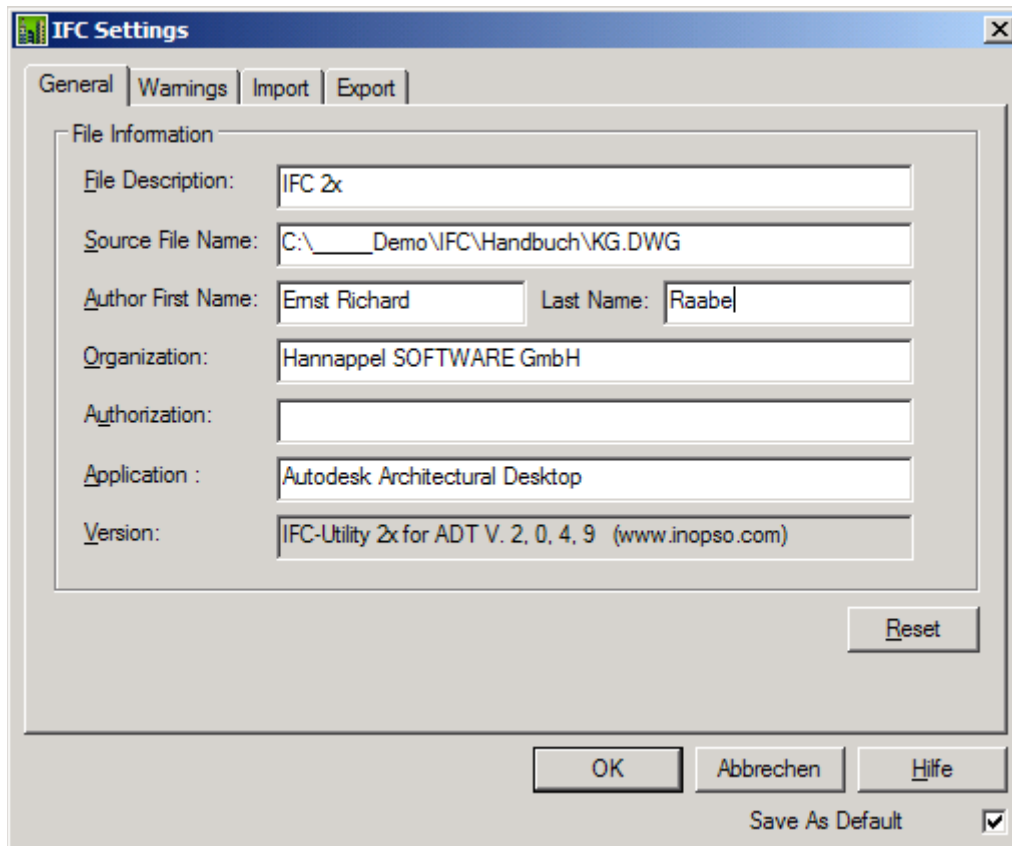 IFC Settings
General Warnings Import Export
File Information
File Description: IFC 2x
Source File Name: C:\_____Demo\IFC\Handbuch\KG.DWG
Author First Name: Ernst Richard Last Name: Raabe
Organization: Hannappel SOFTWARE GmbH
Authorization:
Application : Autodesk Architectural Desktop
Version: IFC-Utility 2x for ADT V. 2, 0, 4, 9 (www.inopso.com)
Reset
OK Abbrechen Hilfe
Save As Default